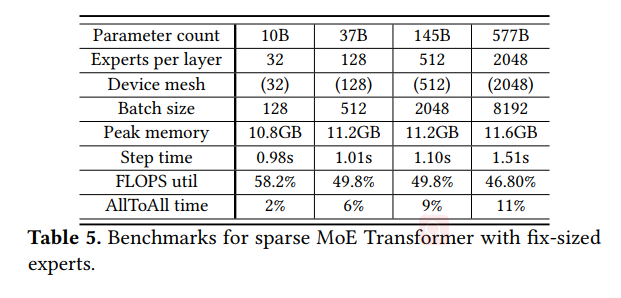 Parameter count 10B 37B 145B 577B
Experts per layer 32 128 512 2048
Device mesh (32) (128) (512) (2048)
Batch size 128 512 2048 8192
Peak memory 10.8GB 11.2GB 11.2GB 11.6GB
Step time 0.98s 1.01s 1.10s 1.51s
FLOPS util 58.2% 49.8% 49.8% 46.80%
AllToAll time 2% 6% 9% 11%
Table 5. Benchmarks for sparse MoE Transformer with fix-sized
experts.